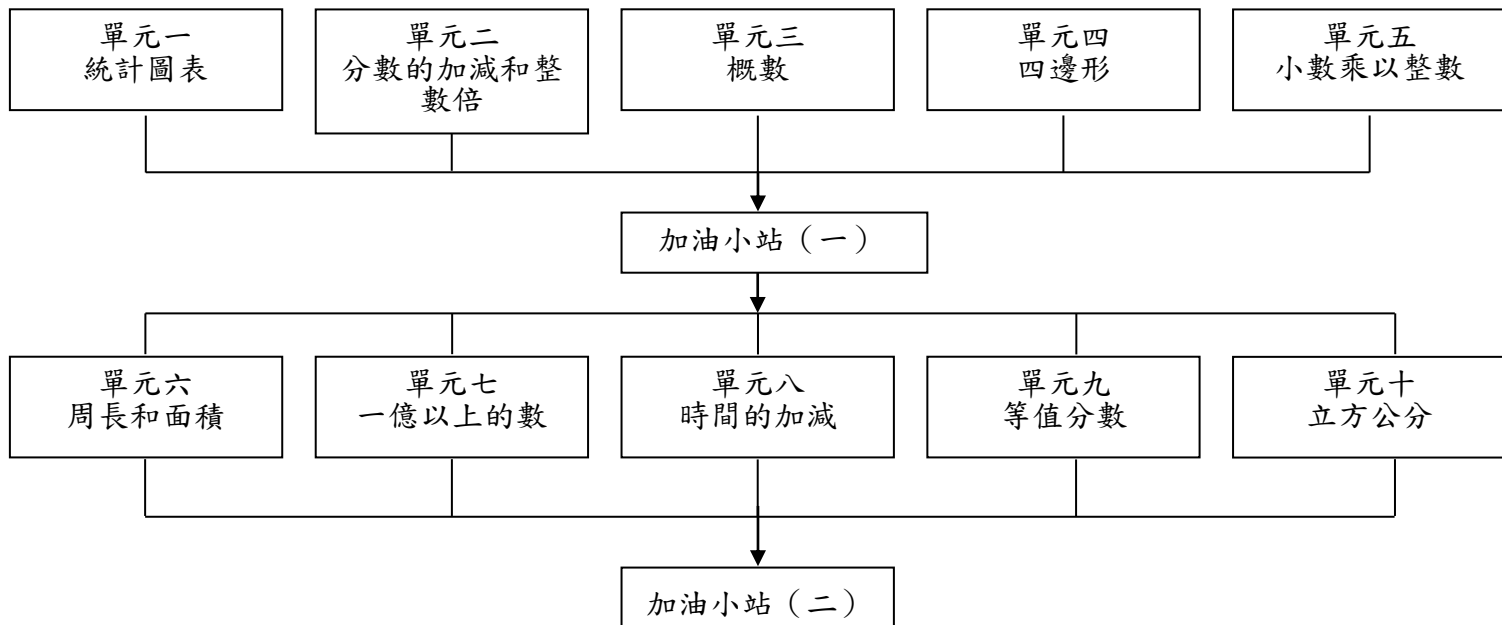 單元一
統計圖表
單元二
分數的加減和整
數倍
單元三
概數
單元四
四邊形
單元五
小數乘以整數
加油小站（一）
單元六
周長和面積
單元七
一億以上的數
單元八
時間的加减
單元九
等值分數
單元十
立方公分
加油小站（二）